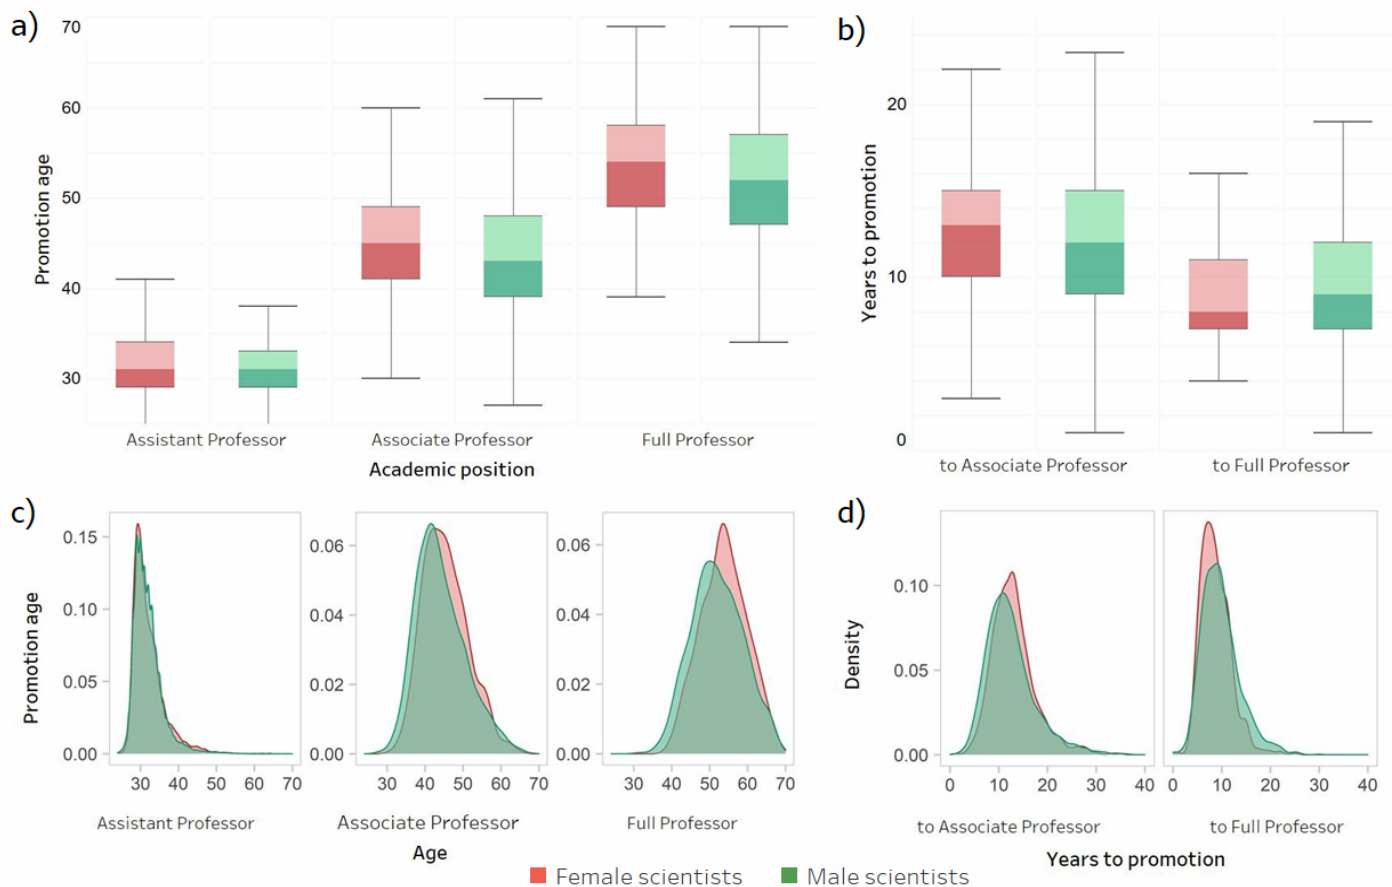 a)
70
60
50
40
30
Promotion age
Assistant Professor
Associate Professor
Full Professor
Academic position
b)
20
10
0
Years to promotion
to Associate Professor
to Full Professor
c)
Promotion age
0.15
0.10
0.05
0.00
30 40 50 60 70
Assistant Professor
0.06
0.04
0.02
0.00
30 40 50 60 70
Associate Professor
0.06
0.04
0.02
0.00
30 40 50 60 70
Full Professor
Age
d)
Density
0.10
0.05
0.00
0 10 20 30 40
to Associate Professor
0 10 20 30 40
to Full Professor
Years to promotion
Female scientists
Male scientists